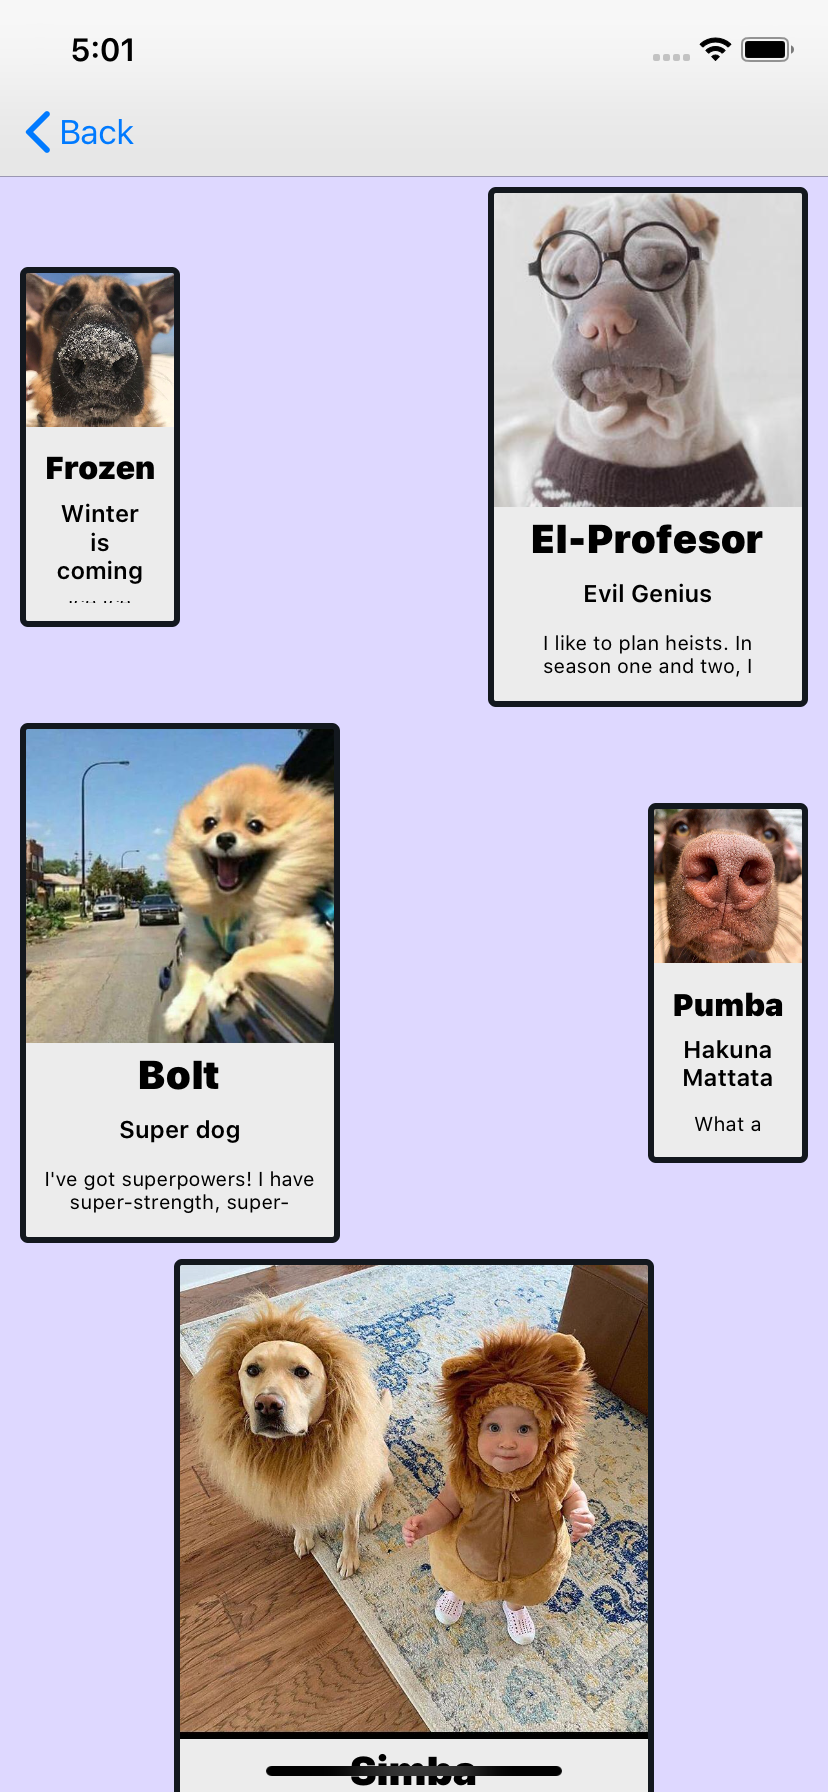 5:01
Back
Frozen
Winter
is
coming
El-Profesor
Evil Genius
I like to plan heists. In
season one and two, I
Bolt
Super dog
I've got superpowers! I have
super-strength, super-
Pumba
Hakuna
Mattata
What a
Simba